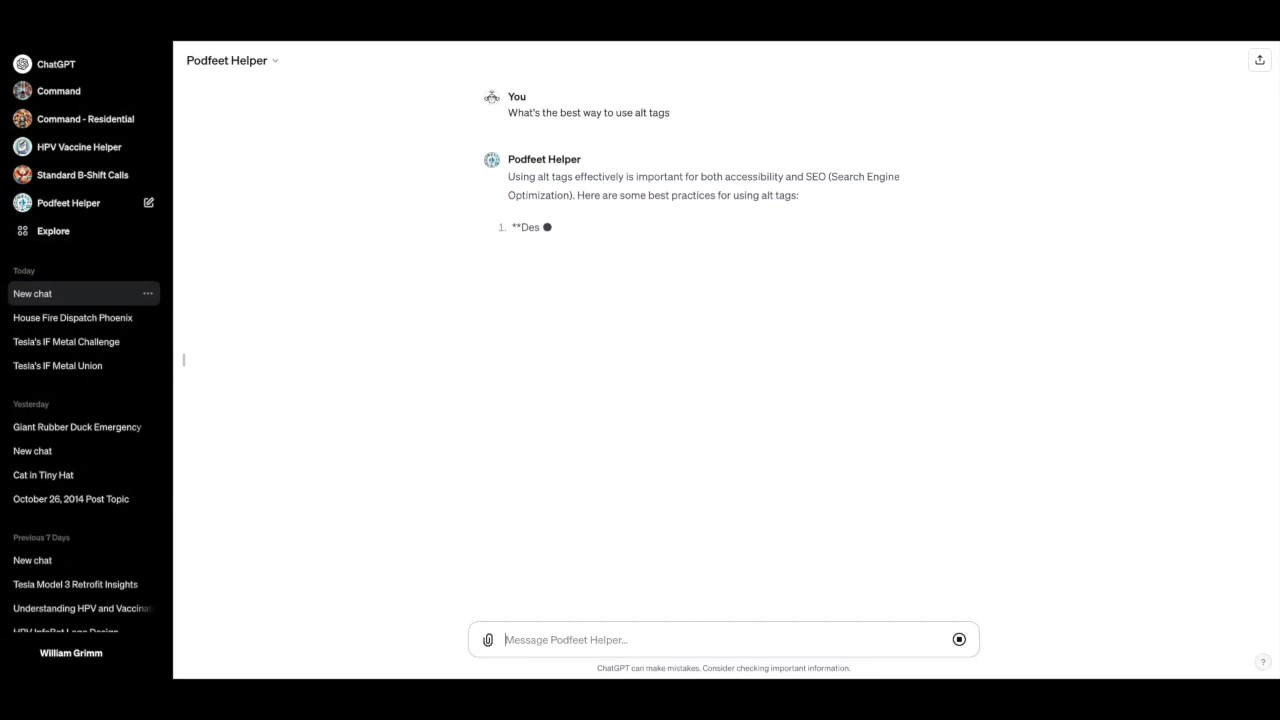 ChatGPT
Command
Command - Residential
HPV Vaccine Helper
Standard B-Shift Calls
Podfeet Helper
Explore
Today
New chat
House Fire Dispatch Phoenix
Tesla's IF Metal Challenge
Tesla's IF Metal Union
Yesterday
Giant Rubber Duck Emergency
New chat
Cat in Tiny Hat
October 26, 2014 Post Topic
Previous 7 Days
New chat
Tesla Model 3 Retrofit Insights
Understanding HPV and Vaccinat
HPV InfoBot Logo Design
William Grimm
Podfeet Helper
You
What's the best way to use alt tags
Podfeet Helper
Using alt tags effectively is important for both accessibility and SEO (Search Engine
Optimization). Here are some best practices for using alt tags:
1. **Des
Message Podfeet Helper...
ChatGPT can make mistakes. Consider checking important information.
?